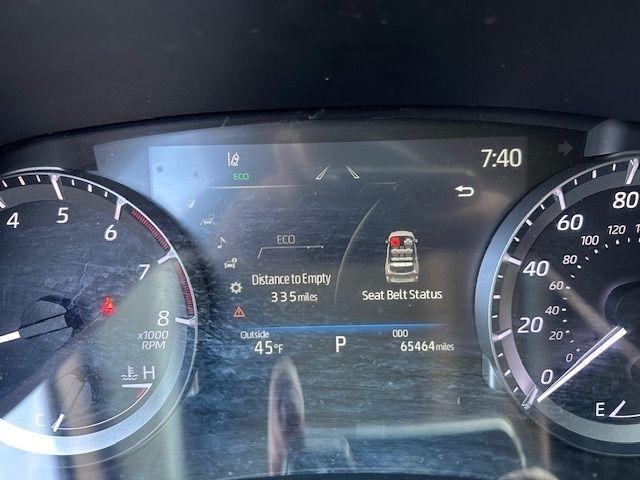 7:40
ECO
ECO
Distance to Empty
335 miles
Seat Belt Status
Outside
45°F
P
ODO
65464 miles
4
5
6
7
8
x1000
RPM
H
C
0
20
40
60
80
0
20
40
60
80
100
120
E